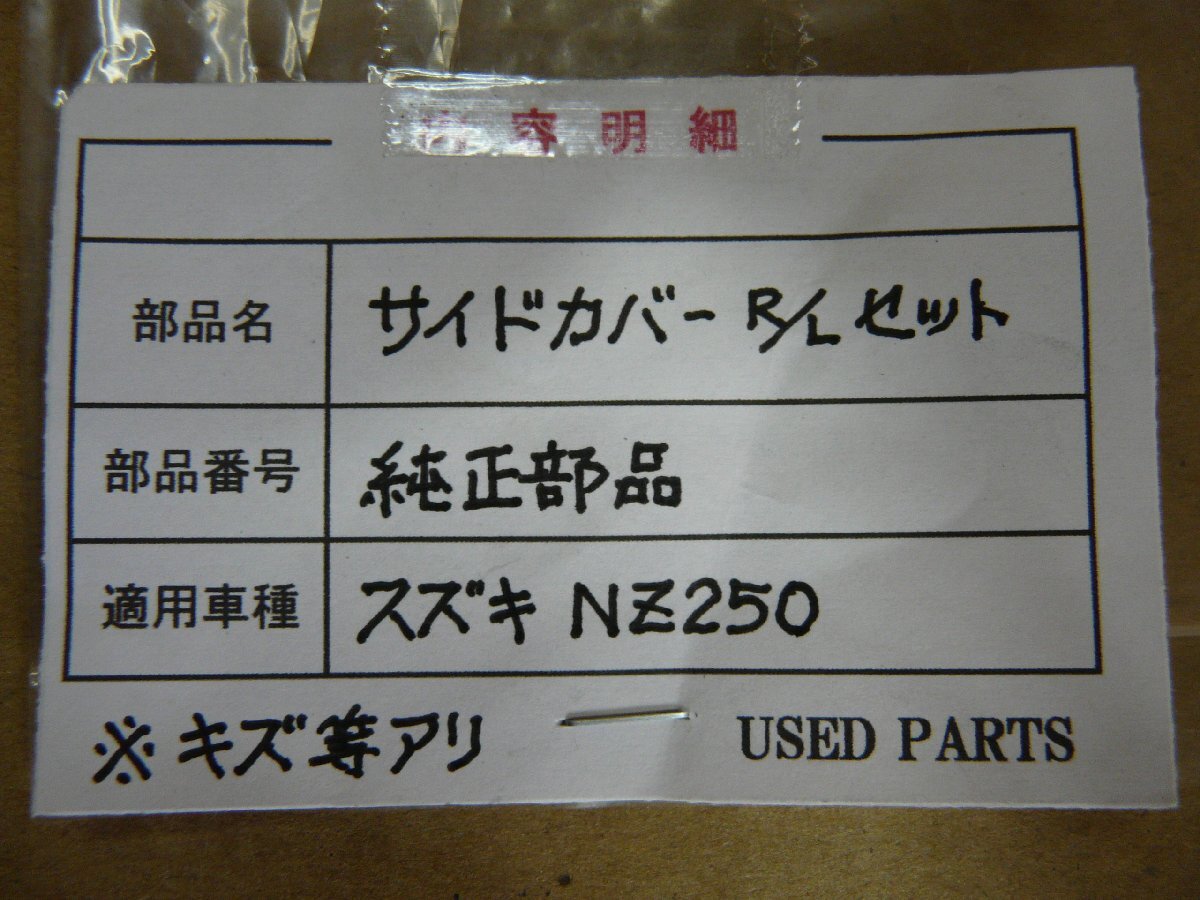 内容明細
部品名 サイドカバー R/L セット
部品番号 純正部品
適用車種 スズキ NZ250
※ キズ等アリ USED PARTS